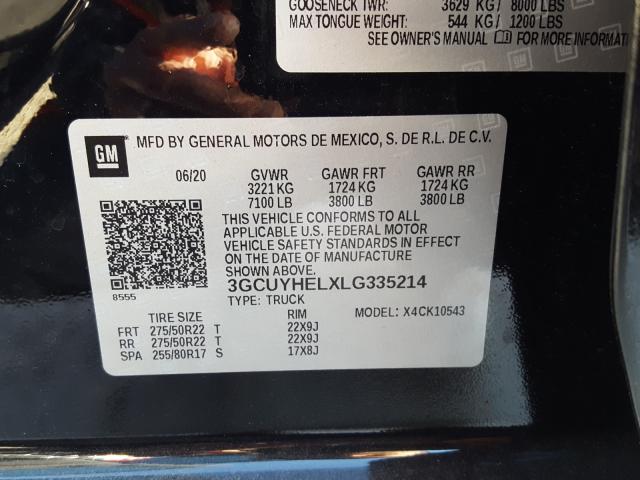 GOOSENECK TWR: 3629 KG/ 8000 LBS
MAX TONGUE WEIGHT: 544 KG/ 1200 LBS
SEE OWNER'S MANUAL FOR MORE INFORMATI
GM
MFD BY GENERAL MOTORS DE MEXICO, S. DE R.L. DE C.V.
06/20 GVWR GAWR FRT GAWR RR
3221 KG 1724 KG 1724 KG
7100 LB 3800 LB 3800 LB
THIS VEHICLE CONFORMS TO ALL
APPLICABLE U.S. FEDERAL MOTOR
VEHICLE SAFETY STANDARDS IN EFFECT
ON THE DATE OF MANUFACTURE
SHOWN ABOVE.
8555
3GCUYHELXLG335214
TYPE: TRUCK
MODEL: X4CK10543
TIRE SIZE RIM
FRT 275/50R22 T 22X9J
RR 275/50R22 T 22X9J
SPA 255/80R17 S 17X8J